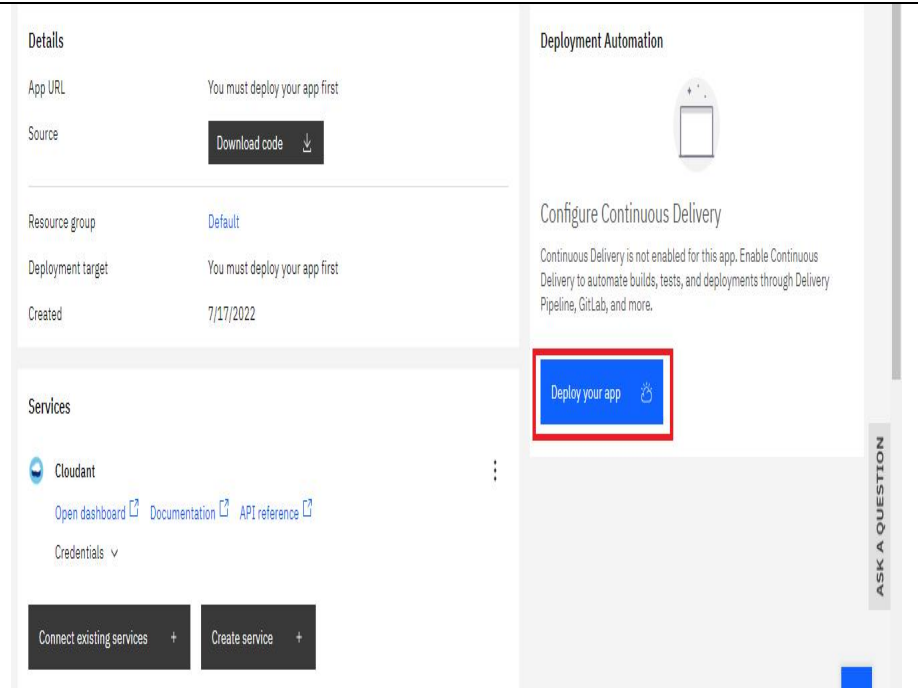 Details
App URL You must deploy your app first
Source Download code
Resource group Default
Deployment target You must deploy your app first
Created 7/17/2022
Services
Cloudant
Open dashboard Documentation API reference
Credentials
Connect existing services +
Create service +
Deployment Automation
Configure Continuous Delivery
Continuous Delivery is not enabled for this app. Enable Continuous
Delivery to automate builds, tests, and deployments through Delivery
Pipeline, GitLab, and more.
Deploy your app
ASK A QUESTION